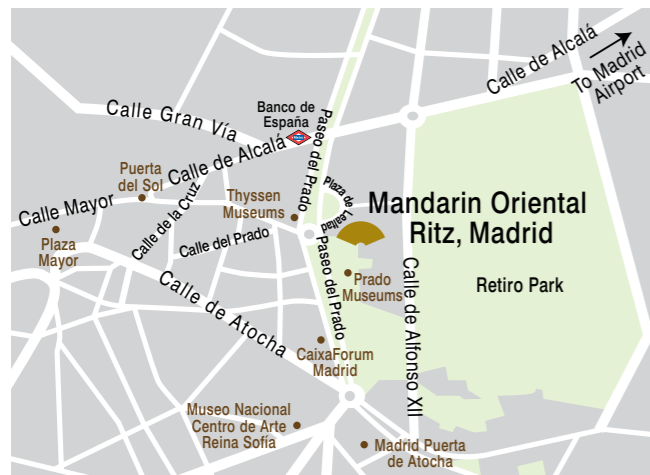 Calle de Alcalá
To Madrid
Airport
Banco de
España
Calle Gran Vía
Paseo del Prado
Calle de Alcalá
Puerta
del Sol
Thyssen
Museums
Plaza de
Lealtad
Mandarin Oriental
Ritz, Madrid
Calle Mayor
Calle de la Cruz
Calle del Prado
Plaza
Mayor
Paseo del Prado
Prado
Museums
Retiro Park
Calle de Atocha
Calle de Alfonso XII
CaixaForum
Madrid
Museo Nacional
Centro de Arte
Reina Sofía
Madrid Puerta
de Atocha